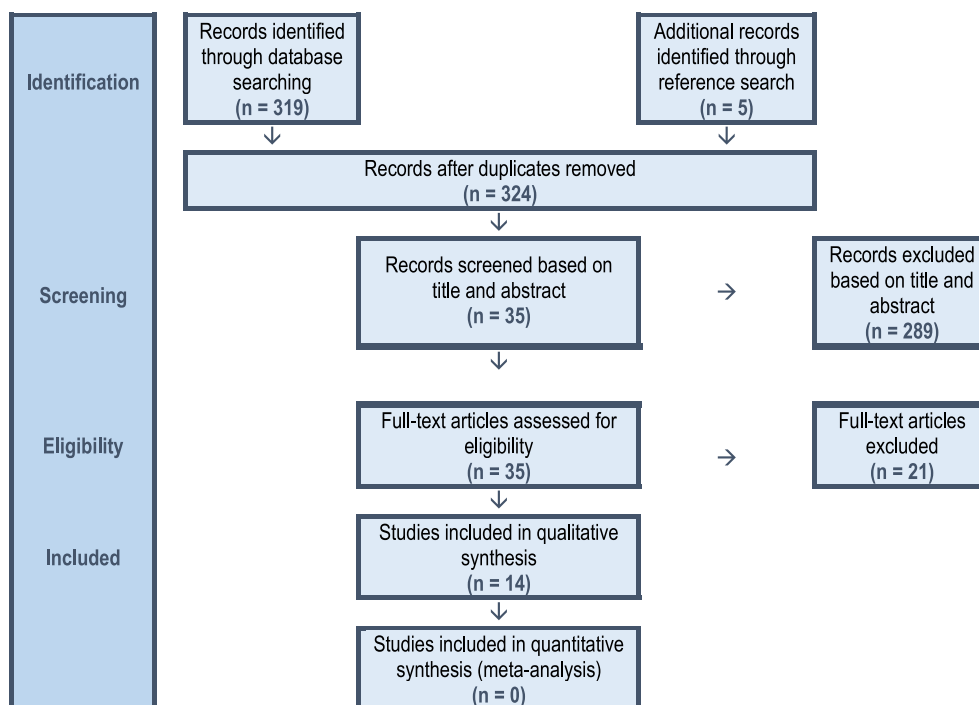 Identification
Records identified
through database
searching
(n = 319)
Additional records
identified through
reference search
(n = 5)
Records after duplicates removed
(n = 324)
Screening
Records screened based on
title and abstract
(n = 35)
Records excluded
based on title and
abstract
(n = 289)
Eligibility
Full-text articles assessed for
eligibility
(n = 35)
Full-text articles
excluded
(n = 21)
Included
Studies included in qualitative
synthesis
(n = 14)
Studies included in quantitative
synthesis (meta-analysis)
(n = 0)